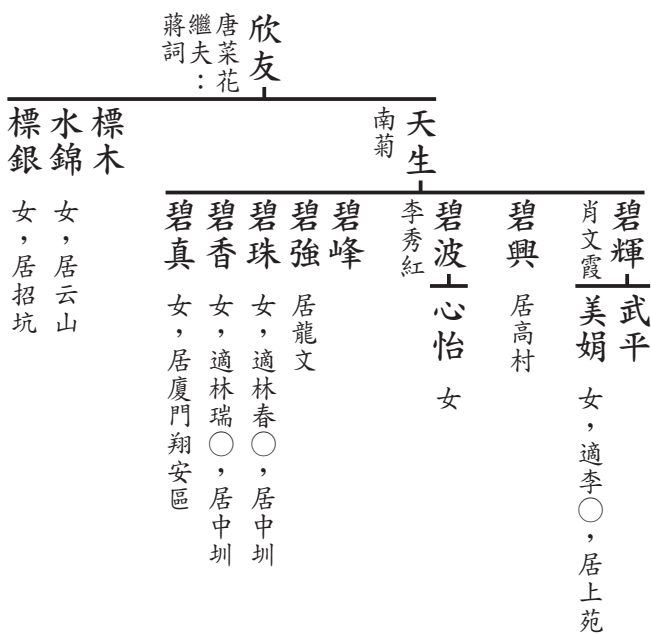 欣友
唐菜花
繼夫：
蔣詞
天生
南菊
標木
水錦 女，居云山
標銀 女，居招坑
碧輝
肖文霞
碧興 居高村
碧波
李秀紅
碧峰
碧強 居龍文
碧珠 女，適林春○，居中圳
碧香 女，適林瑞○，居中圳
碧真 女，居廈門翔安區
武平
美娟 女，適李○，居上苑
心怡 女